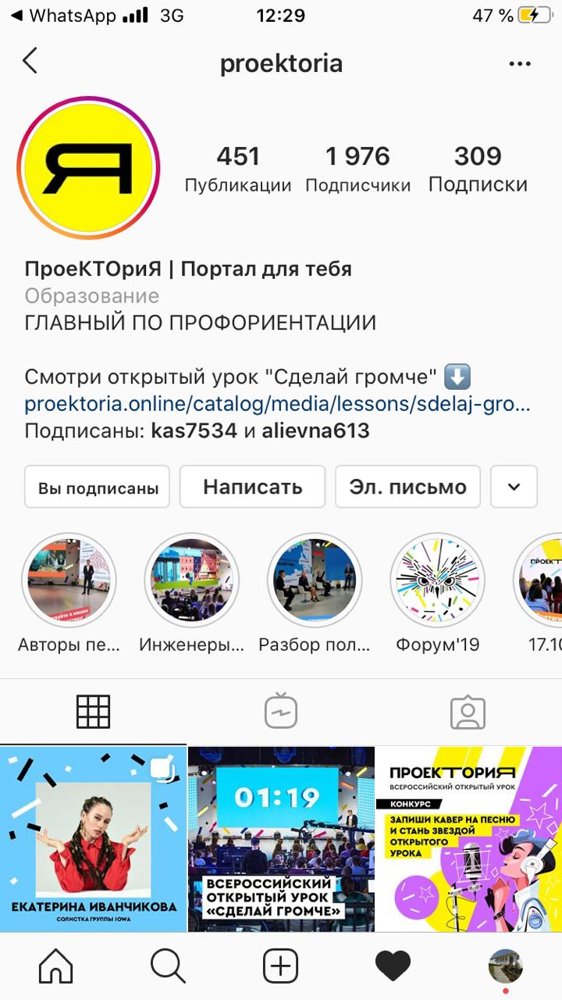 WhatsApp 3G 12:29 47 %
proektoria
Я
451 1 976 309
Публикации Подписчики Подписки
ПроеКТОриЯ | Портал для тебя
Образование
ГЛАВНЫЙ ПО ПРОФОРИЕНТАЦИИ
Смотри открытый урок "Сделай громче" ⬇️
proektoria.online/catalog/media/lessons/sdelaj-gro...
Подписаны: kas7534 и alievna613
Вы подписаны Написать Эл. письмо
Авторы пе... Инженеры... Разбор пол... Форум'19 17.10
ЕКАТЕРИНА ИВАНЧИКОВА
СОЛИСТКА ГРУППЫ IOWA
01:19
ВСЕРОССИЙСКИЙ
ОТКРЫТЫЙ УРОК
«СДЕЛАЙ ГРОМЧЕ»
ПРОЕКТОРИЯ
ВСЕРОССИЙСКИЙ ОТКРЫТЫЙ УРОК
КОНКУРС
ЗАПИШИ КАВЕР НА ПЕСНЮ
И СТАНЬ ЗВЕЗДОЙ
ОТКРЫТОГО
УРОКА